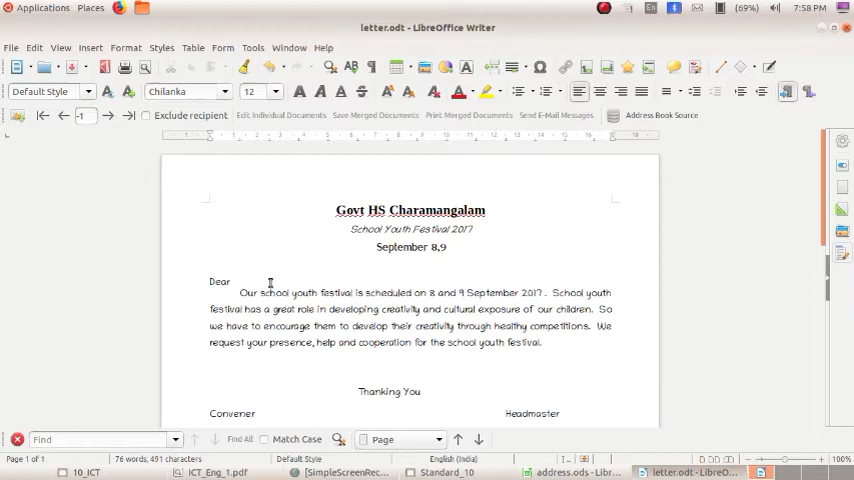 Applications Places En (69%) 7:58 PM
letter.odt - LibreOffice Writer
File Edit View Insert Format Styles Table Form Tools Window Help
Default Style Chilanka 12
-1 Exclude recipient Edit Individual Documents Save Merged Documents Print Merged Documents Send E-Mail Messages Address Book Source
Govt HS Charamangalam
School Youth Festival 2017
September 8,9
Dear
Our school youth festival is scheduled on 8 and 9 September 2017. School youth
festival has a great role in developing creativity and cultural exposure of our children. So
we have to encourage them to develop their creativity through healthy competitions. We
request your presence, help and cooperation for the school youth festival.
Thanking You
Convener Headmaster
Find Find All Match Case Page
Page 1 of 1 76 words, 491 characters Default Style English (India) 100%
10_ICT ICT_Eng_1.pdf [SimpleScreenRec... Standard_10 address.ods - Libr... letter.odt - LibreO...